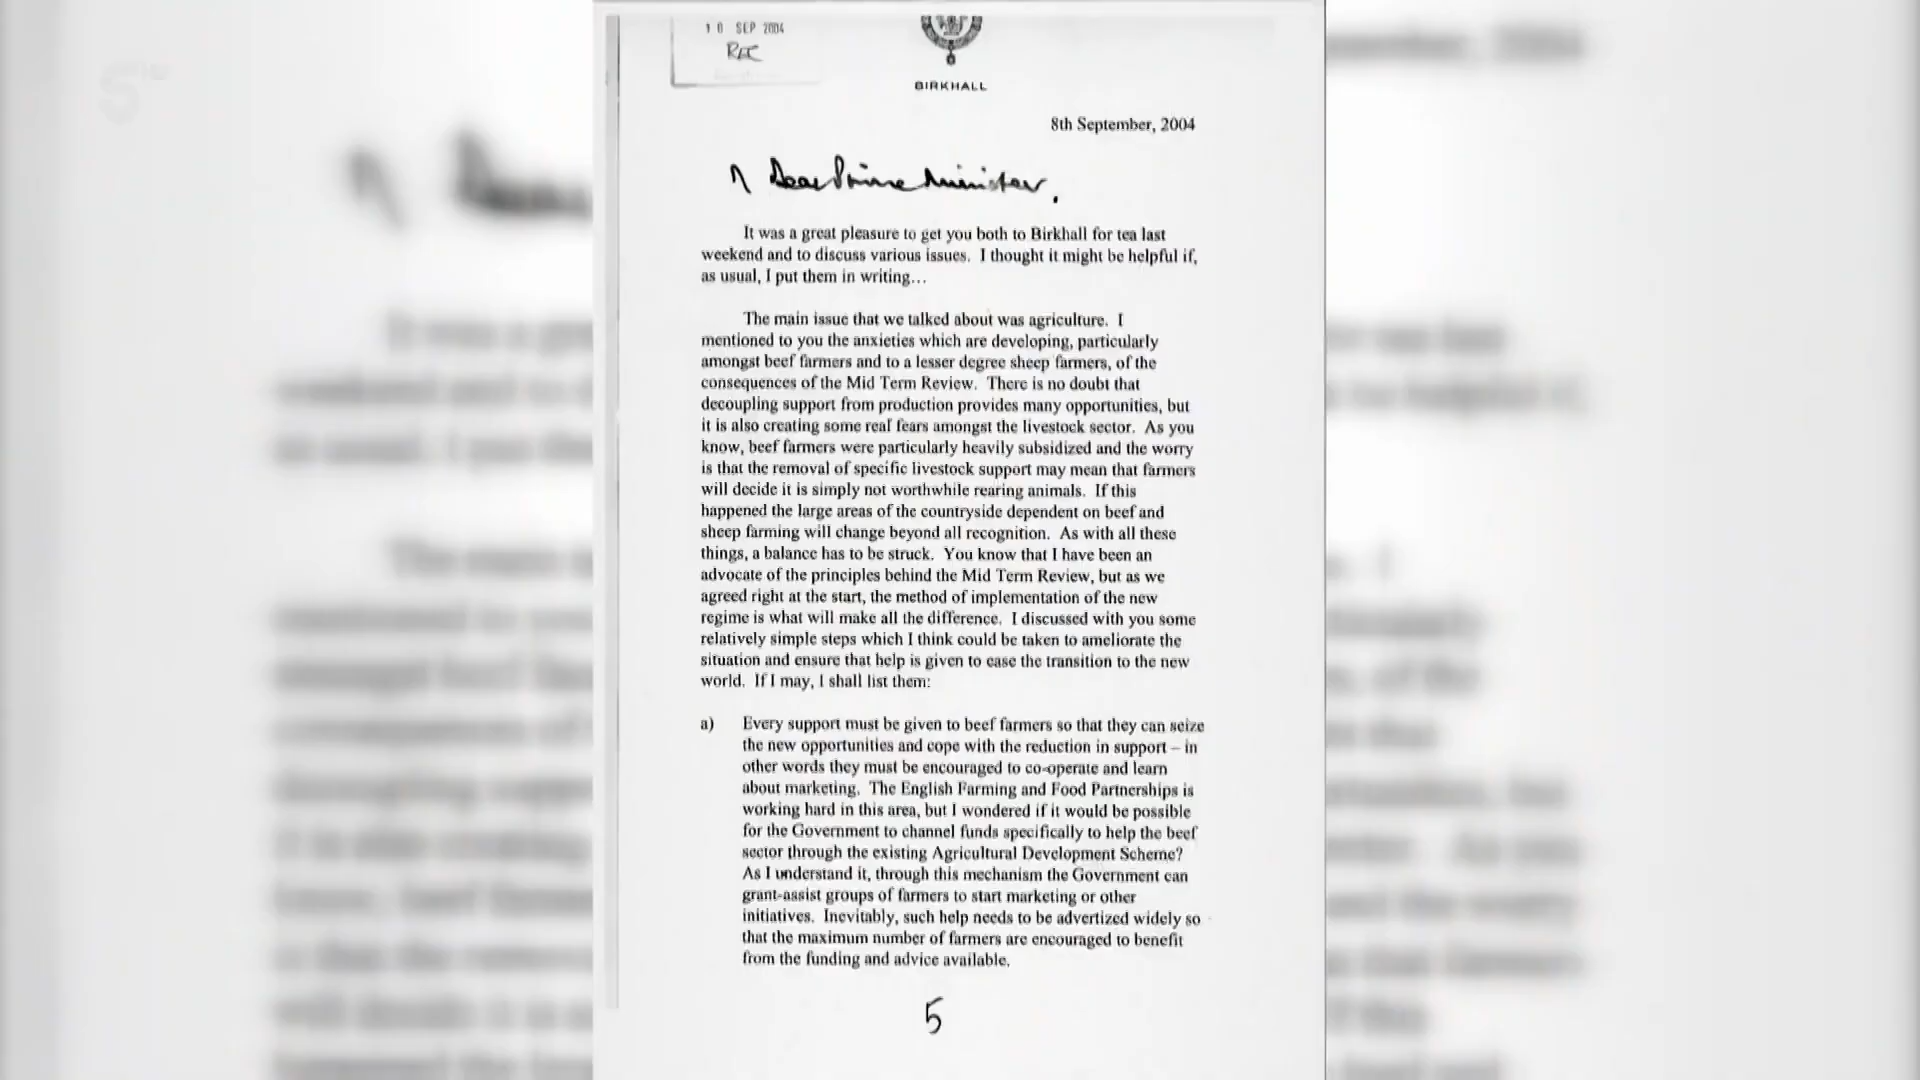 10 SEP 2004
REC
BIRKHALL
8th September, 2004
Dear Prime Minister,
It was a great pleasure to get you both to Birkhall for tea last
weekend and to discuss various issues. I thought it might be helpful if,
as usual, I put them in writing…
The main issue that we talked about was agriculture. I
mentioned to you the anxieties which are developing, particularly
amongst beef farmers and to a lesser degree sheep farmers, of the
consequences of the Mid Term Review. There is no doubt that
decoupling support from production provides many opportunities, but
it is also creating some real fears amongst the livestock sector. As you
know, beef farmers were particularly heavily subsidized and the worry
is that the removal of specific livestock support may mean that farmers
will decide it is simply not worthwhile rearing animals. If this
happened the large areas of the countryside dependent on beef and
sheep farming will change beyond all recognition. As with all these
things, a balance has to be struck. You know that I have been an
advocate of the principles behind the Mid Term Review, but as we
agreed right at the start, the method of implementation of the new
regime is what will make all the difference. I discussed with you some
relatively simple steps which I think could be taken to ameliorate the
situation and ensure that help is given to ease the transition to the new
world. If I may, I shall list them:
a) Every support must be given to beef farmers so that they can seize
the new opportunities and cope with the reduction in support – in
other words they must be encouraged to co-operate and learn
about marketing. The English Farming and Food Partnerships is
working hard in this area, but I wondered if it would be possible
for the Government to channel funds specifically to help the beef
sector through the existing Agricultural Development Scheme?
As I understand it, through this mechanism the Government can
grant-assist groups of farmers to start marketing or other
initiatives. Inevitably, such help needs to be advertized widely so
that the maximum number of farmers are encouraged to benefit
from the funding and advice available.
5